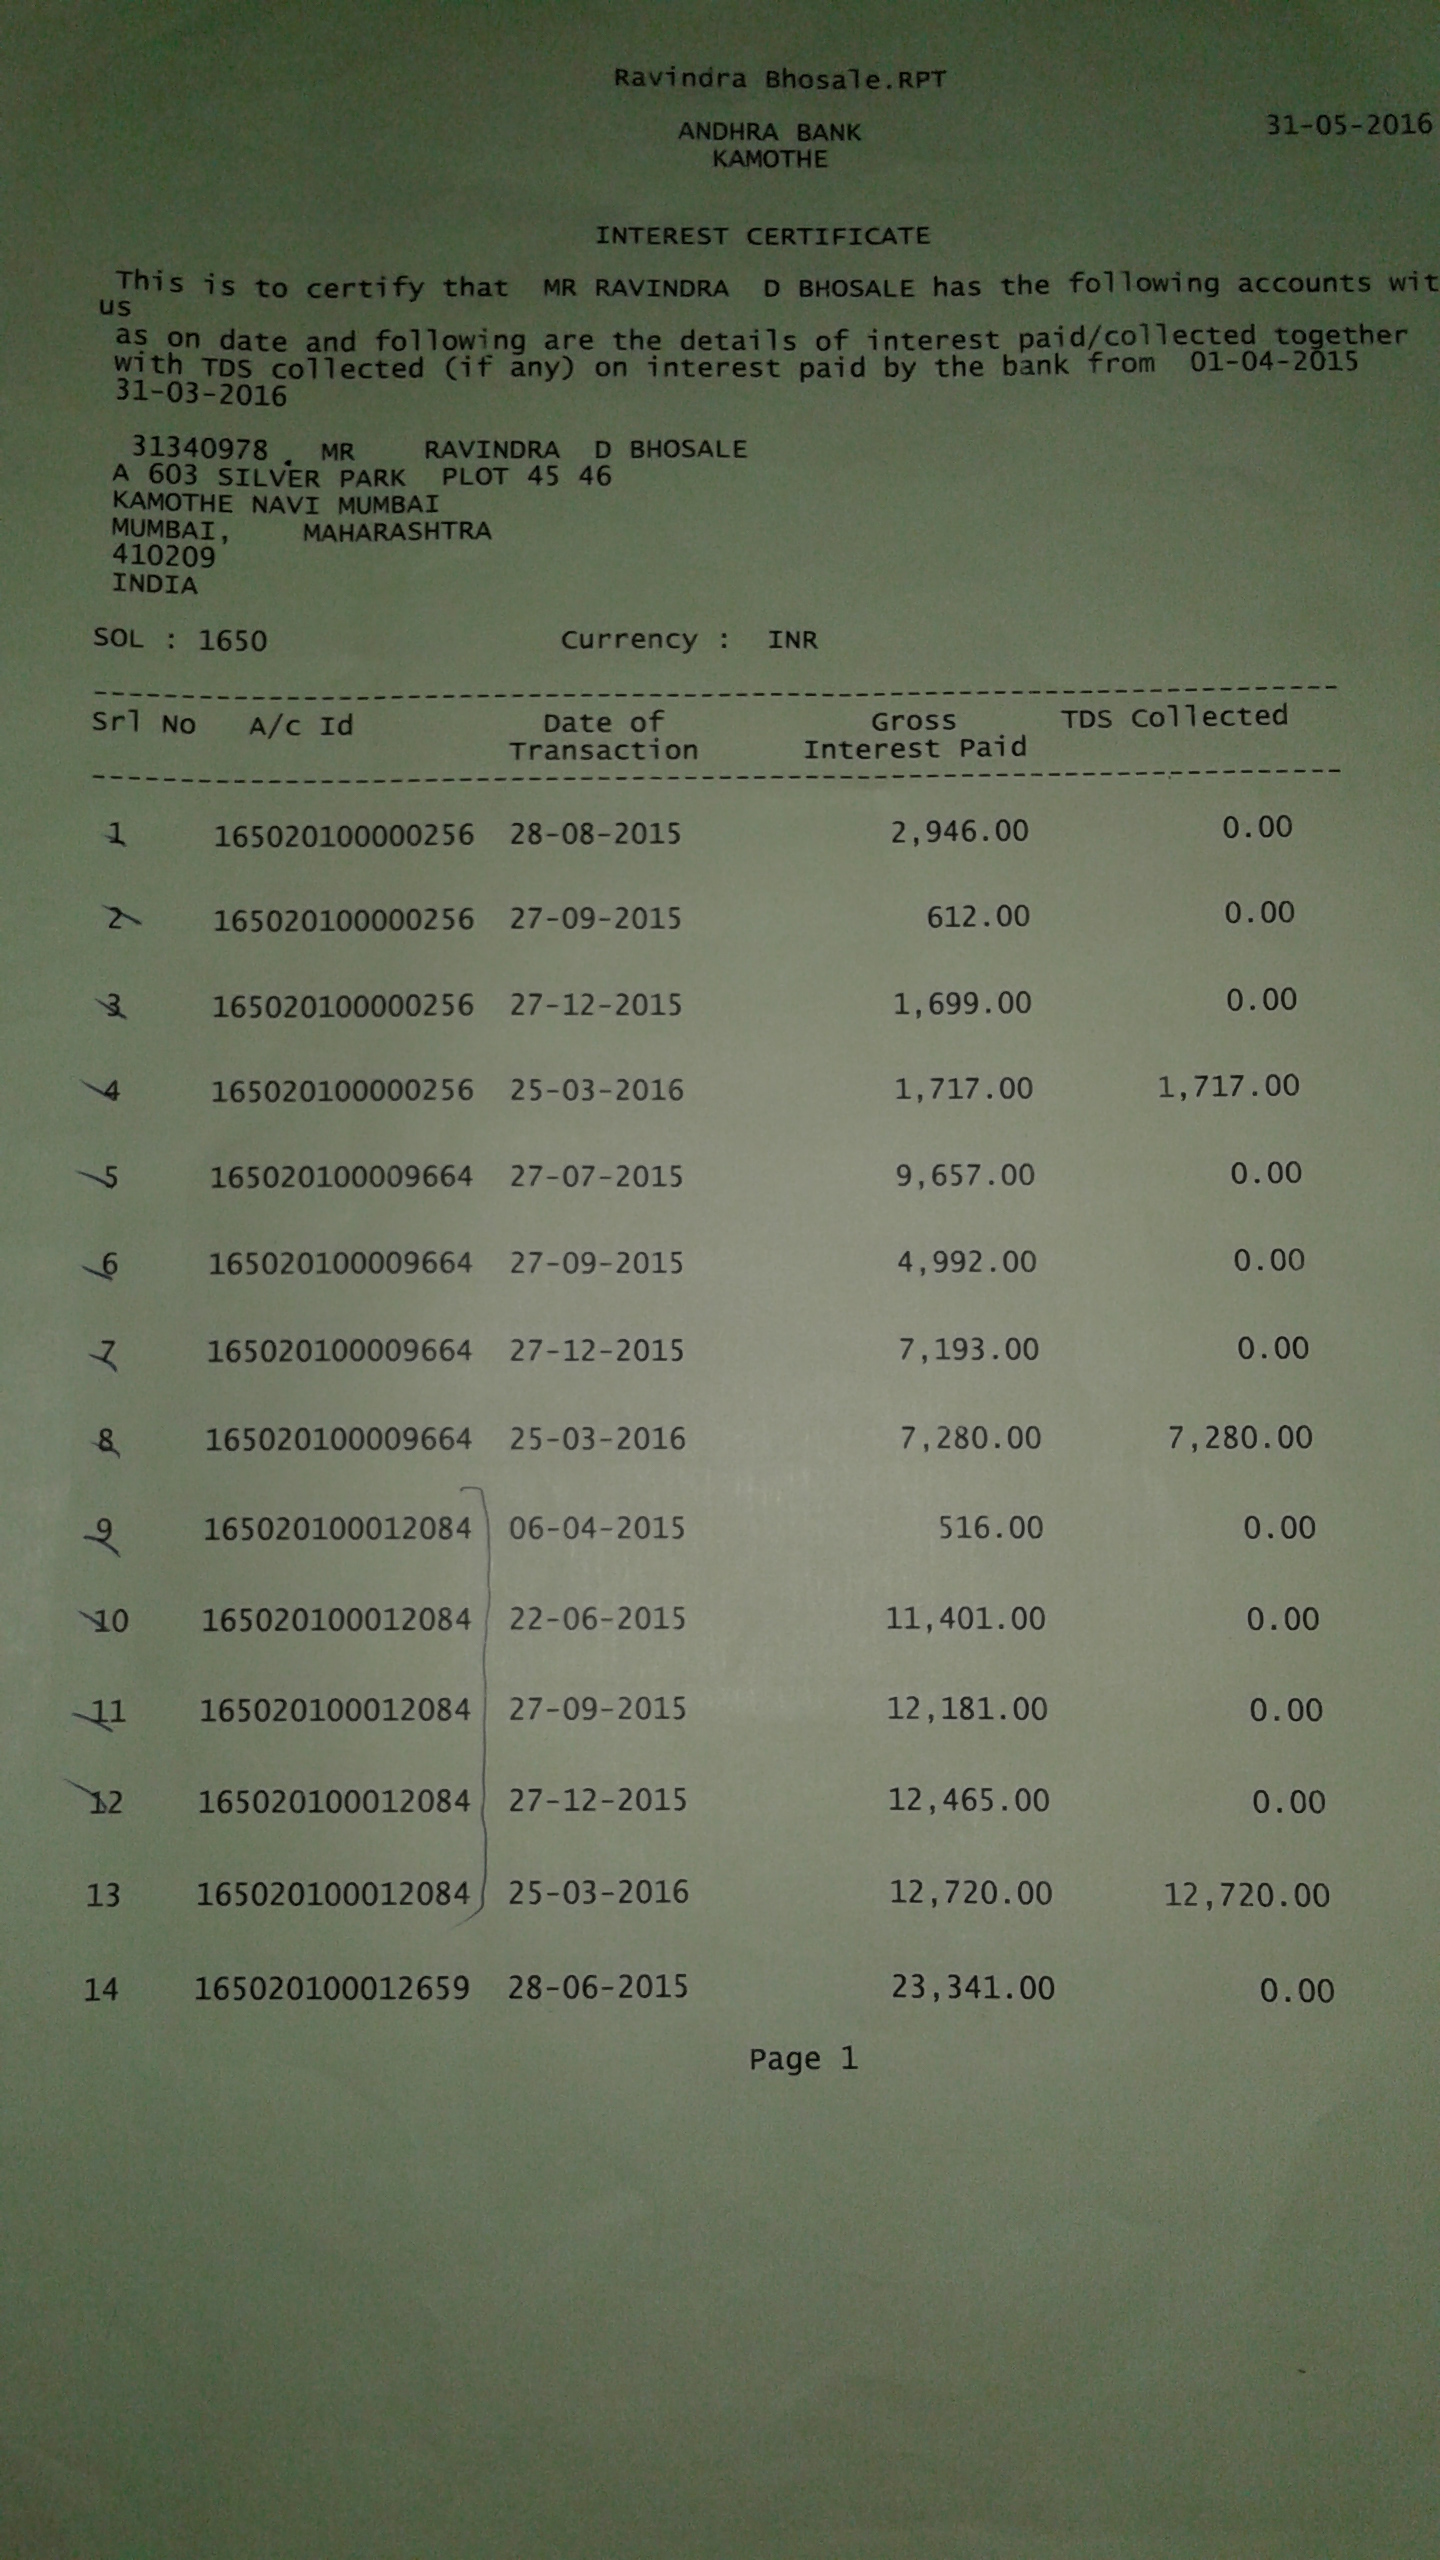 Ravindra Bhosale.RPT
31-05-2016
ANDHRA BANK
KAMOTHE
INTEREST CERTIFICATE
This is to certify that MR RAVINDRA D BHOSALE has the following accounts wit
us
as on date and following are the details of interest paid/collected together
with TDS collected (if any) on interest paid by the bank from 01-04-2015
31-03-2016
31340978 . MR RAVINDRA D BHOSALE
A 603 SILVER PARK PLOT 45 46
KAMOTHE NAVI MUMBAI
MUMBAI, MAHARASHTRA
410209
INDIA
SOL : 1650 Currency : INR
Srl No A/c Id Date of Gross TDS Collected
Transaction Interest Paid
1 165020100000256 28-08-2015 2,946.00 0.00
2 165020100000256 27-09-2015 612.00 0.00
3 165020100000256 27-12-2015 1,699.00 0.00
4 165020100000256 25-03-2016 1,717.00 1,717.00
5 165020100009664 27-07-2015 9,657.00 0.00
6 165020100009664 27-09-2015 4,992.00 0.00
7 165020100009664 27-12-2015 7,193.00 0.00
8 165020100009664 25-03-2016 7,280.00 7,280.00
9 165020100012084 06-04-2015 516.00 0.00
10 165020100012084 22-06-2015 11,401.00 0.00
11 165020100012084 27-09-2015 12,181.00 0.00
12 165020100012084 27-12-2015 12,465.00 0.00
13 165020100012084 25-03-2016 12,720.00 12,720.00
14 165020100012659 28-06-2015 23,341.00 0.00
Page 1